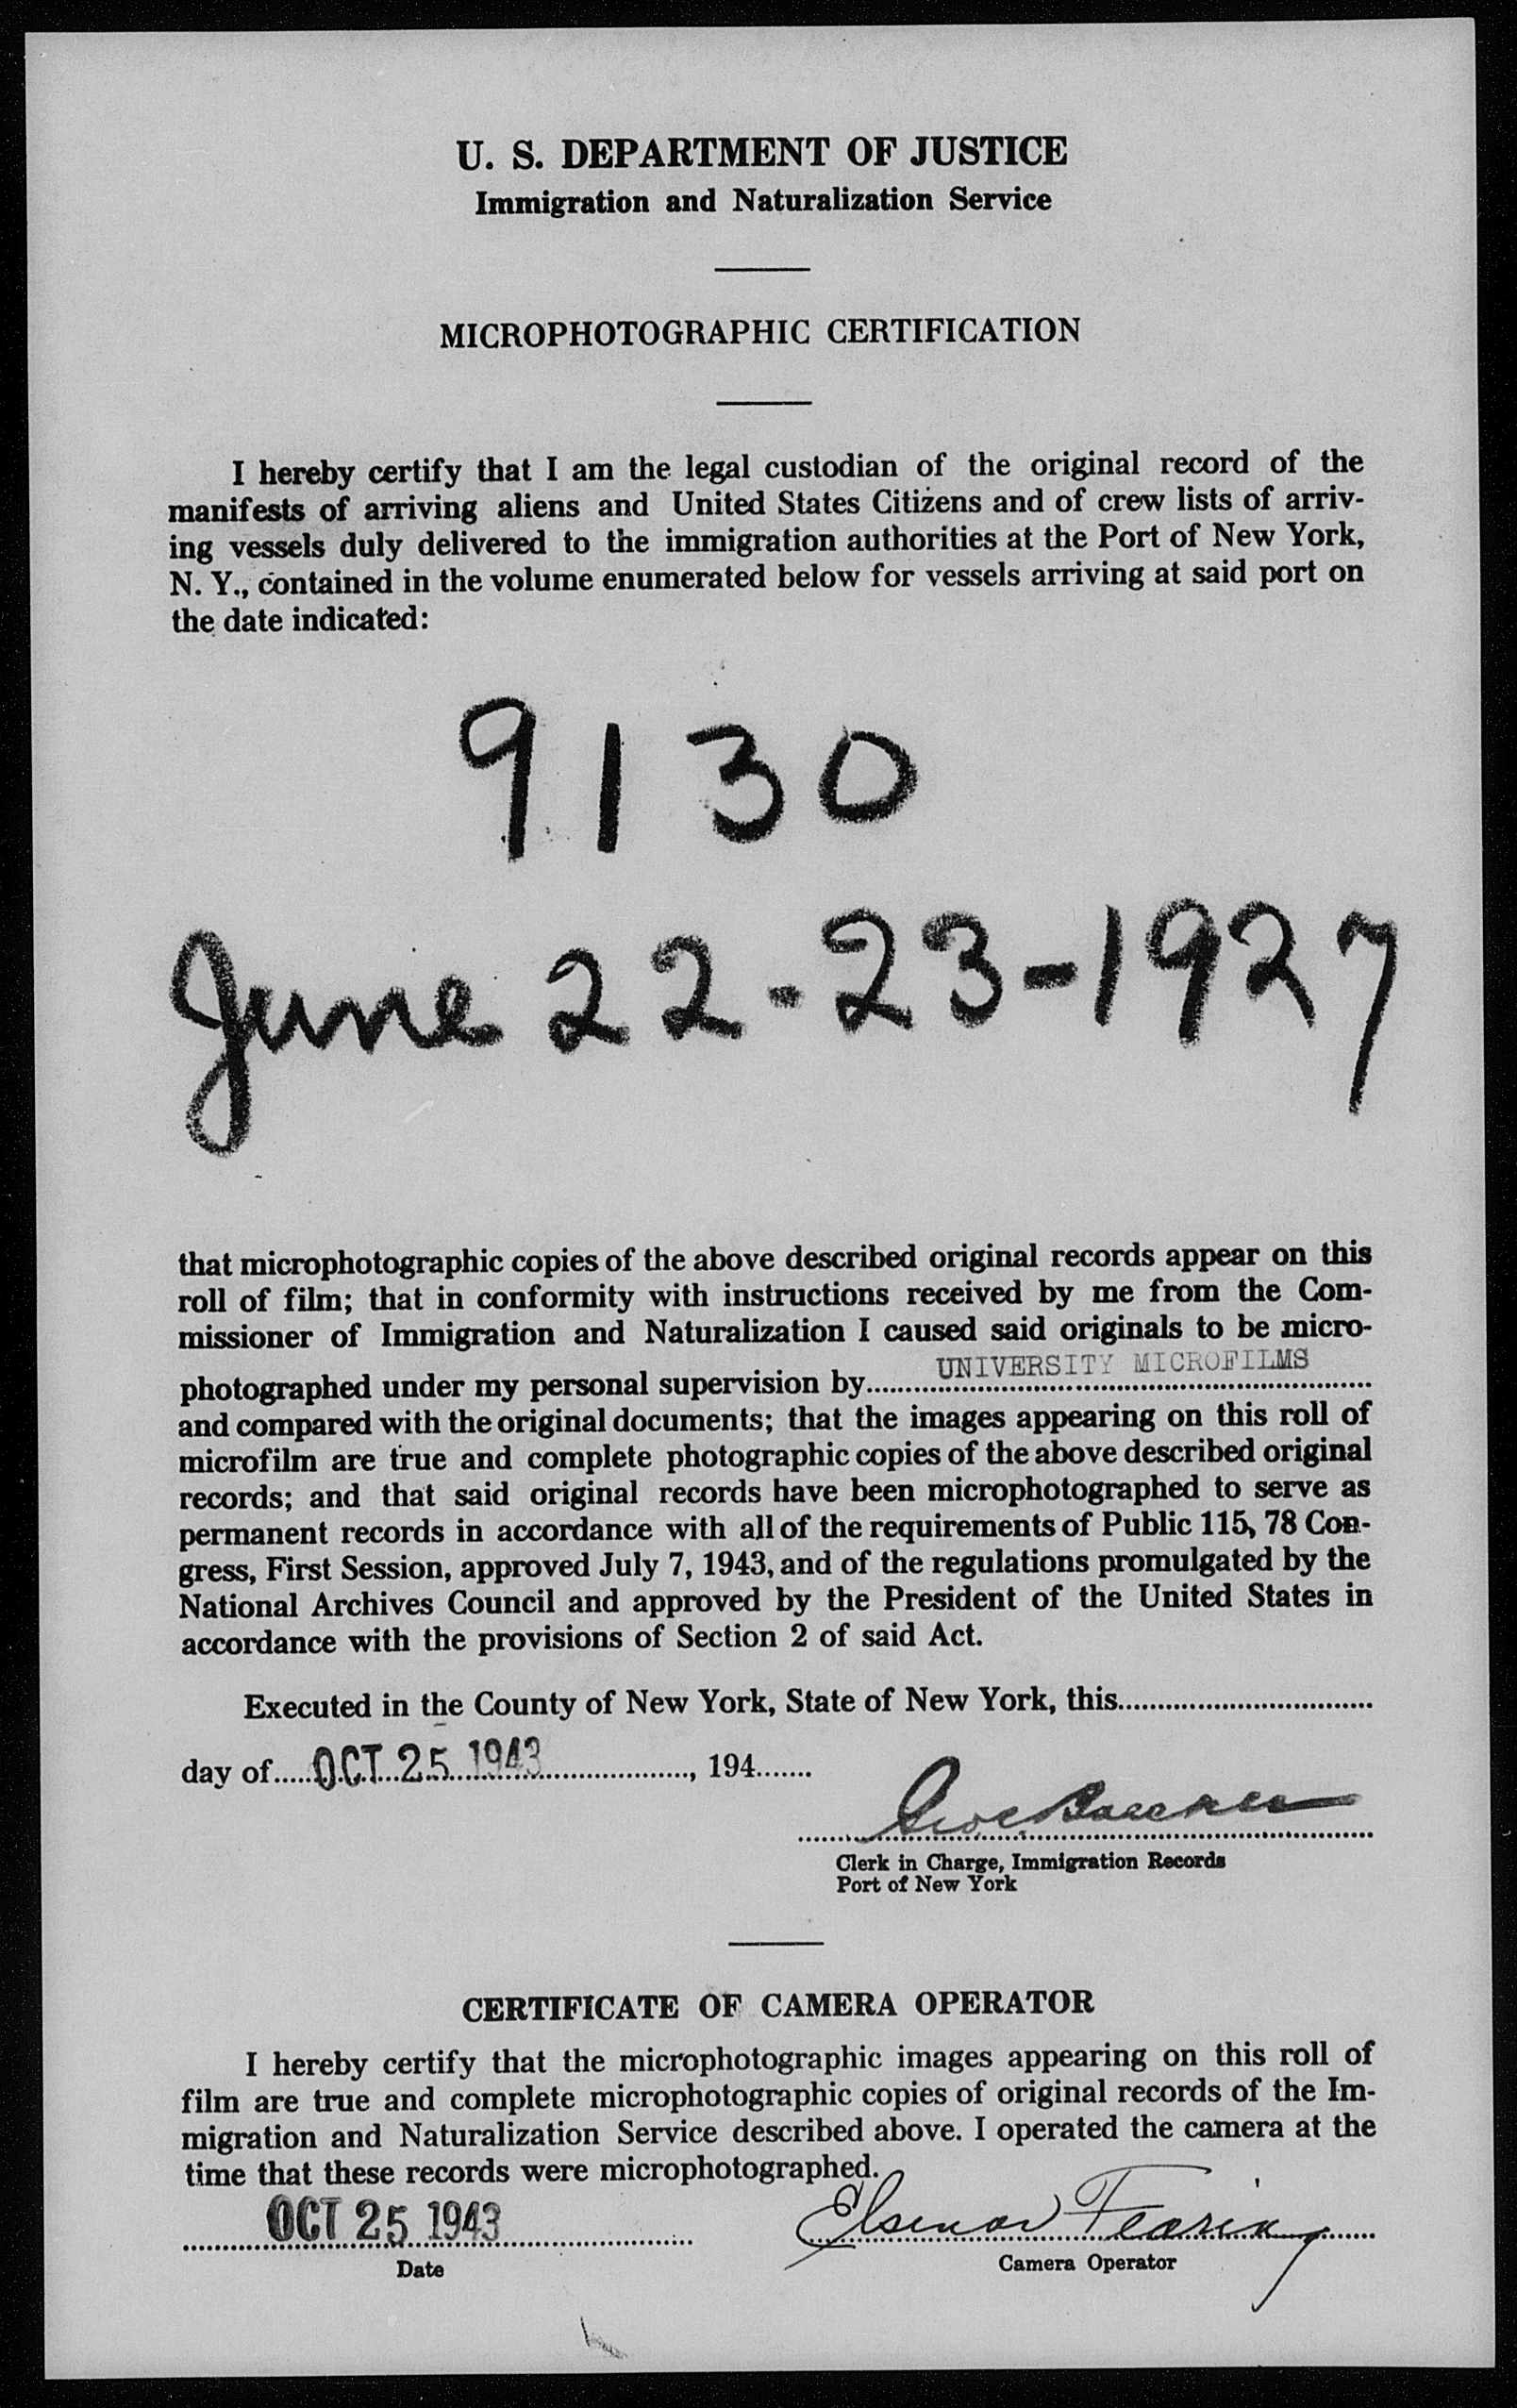 U. S. DEPARTMENT OF JUSTICE
Immigration and Naturalization Service
MICROPHOTOGRAPHIC CERTIFICATION
I hereby certify that I am the legal custodian of the original record of the
manifests of arriving aliens and United States Citizens and of crew lists of arriv-
ing vessels duly delivered to the immigration authorities at the Port of New York,
N. Y., contained in the volume enumerated below for vessels arriving at said port on
the date indicated:
9130
June 22-23-1927
that microphotographic copies of the above described original records appear on this
roll of film; that in conformity with instructions received by me from the Com-
missioner of Immigration and Naturalization I caused said originals to be micro-
photographed under my personal supervision by UNIVERSITY MICROFILMS
and compared with the original documents; that the images appearing on this roll of
microfilm are true and complete photographic copies of the above described original
records; and that said original records have been microphotographed to serve as
permanent records in accordance with all of the requirements of Public 115, 78 Con-
gress, First Session, approved July 7, 1943, and of the regulations promulgated by the
National Archives Council and approved by the President of the United States in
accordance with the provisions of Section 2 of said Act.
Executed in the County of New York, State of New York, this
day of OCT 25 1943, 194
Clerk in Charge, Immigration Records
Port of New York
CERTIFICATE OF CAMERA OPERATOR
I hereby certify that the microphotographic images appearing on this roll of
film are true and complete microphotographic copies of original records of the Im-
migration and Naturalization Service described above. I operated the camera at the
time that these records were microphotographed.
OCT 25 1943
Date
Camera Operator